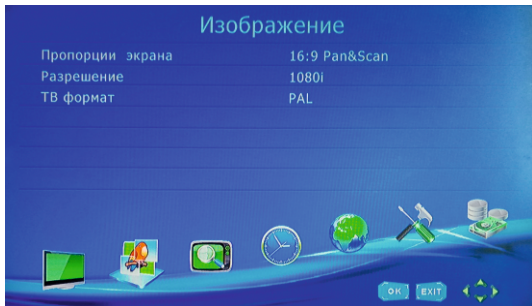 Изображение
Пропорции экрана 16:9 Pan&Scan
Разрешение 1080i
ТВ формат PAL
OK EXIT